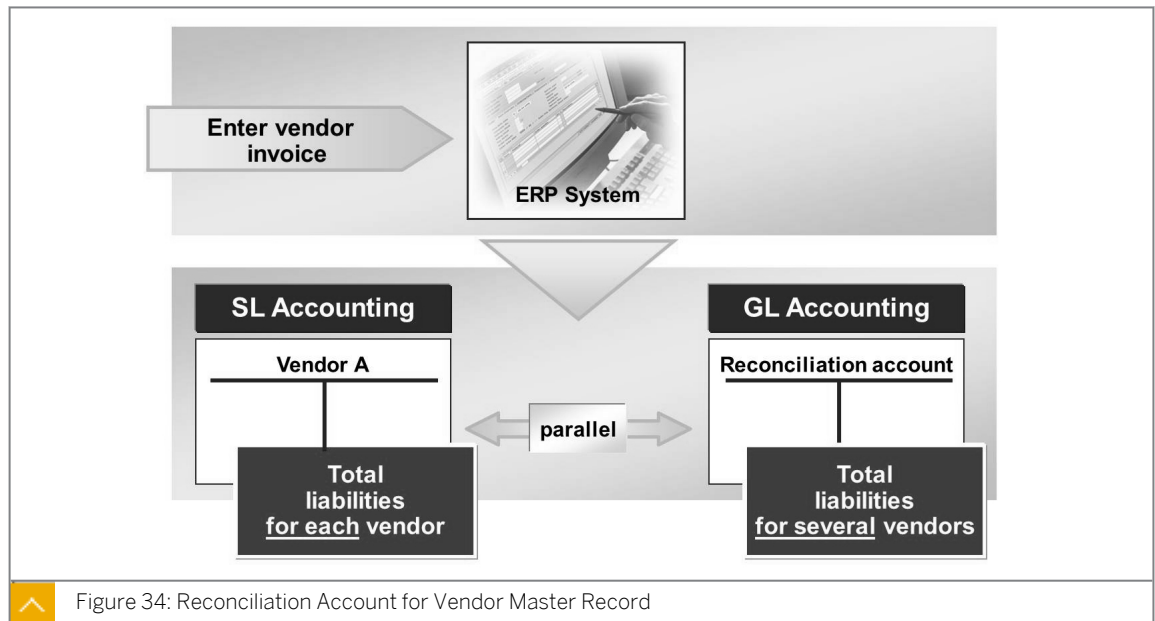 Enter vendor
invoice
ERP System
SL Accounting
GL Accounting
Vendor A
Reconciliation account
parallel
Total
liabilities
for each vendor
Total
liabilities
for several vendors
Figure 34: Reconciliation Account for Vendor Master Record